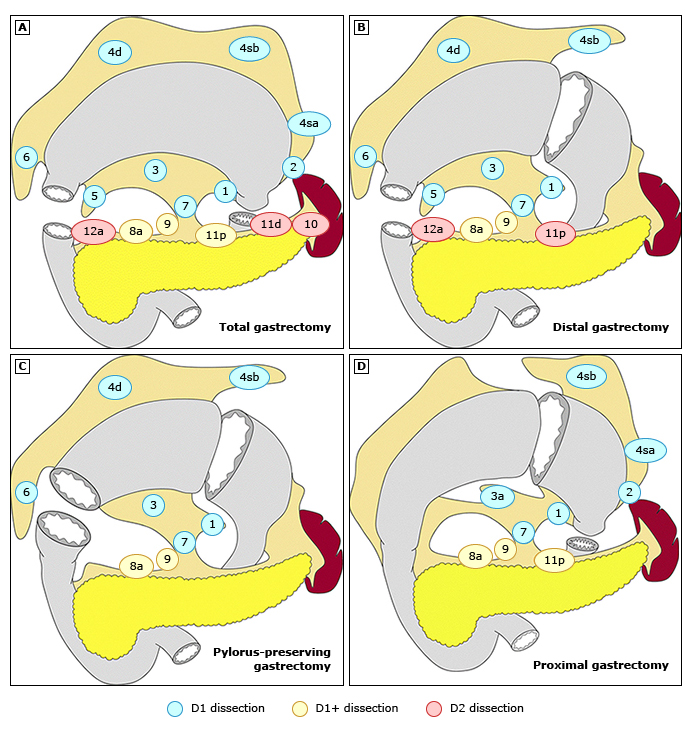 A
4d
4sb
4sa
6
3
2
5
1
7
12a
8a
9
11p
11d
10
Total gastrectomy
B
4d
4sb
6
3
5
1
7
12a
8a
9
11p
Distal gastrectomy
C
4d
4sb
6
3
1
7
8a
9
Pylorus-preserving
gastrectomy
D
4sb
4sa
2
3a
1
7
8a
9
11p
Proximal gastrectomy
D1 dissection
D1+ dissection
D2 dissection